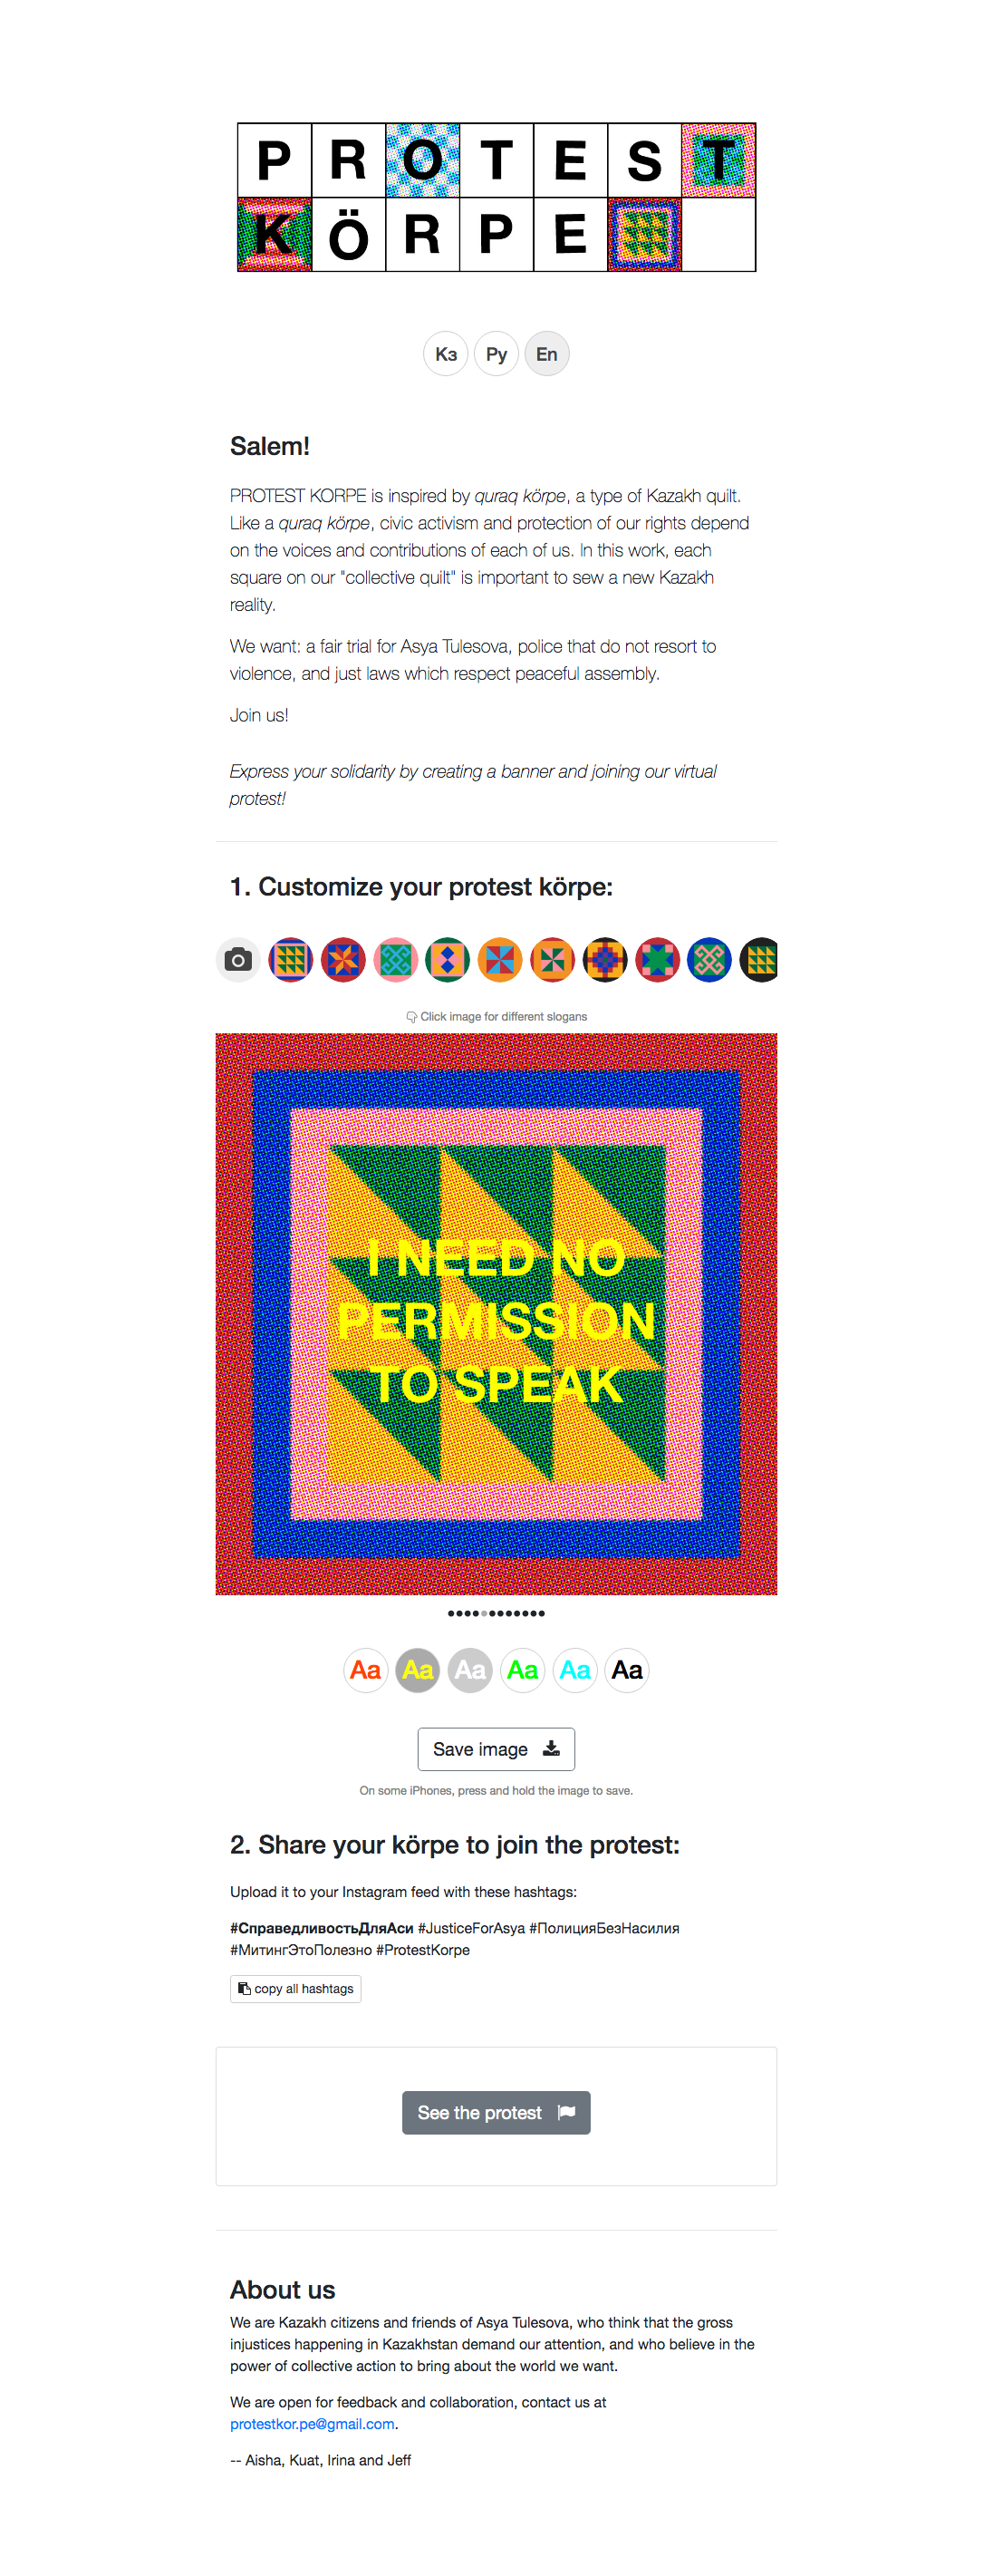 PROTEST
KÖRPE
Кз Ру En
Salem!
PROTEST KORPE is inspired by quraq körpe, a type of Kazakh quilt.
Like a quraq körpe, civic activism and protection of our rights depend
on the voices and contributions of each of us. In this work, each
square on our "collective quilt" is important to sew a new Kazakh
reality.
We want: a fair trial for Asya Tulesova, police that do not resort to
violence, and just laws which respect peaceful assembly.
Join us!
Express your solidarity by creating a banner and joining our virtual
protest!
1. Customize your protest körpe:
Click image for different slogans
I NEED NO
PERMISSION
TO SPEAK
Aa Aa Aa Aa Aa Aa
Save image
On some iPhones, press and hold the image to save.
2. Share your körpe to join the protest:
Upload it to your Instagram feed with these hashtags:
#СправедливостьДляАси #JusticeForAsya #ПолицияБезНасилия
#МитингЭтоПолезно #ProtestKorpe
copy all hashtags
See the protest
About us
We are Kazakh citizens and friends of Asya Tulesova, who think that the gross
injustices happening in Kazakhstan demand our attention, and who believe in the
power of collective action to bring about the world we want.
We are open for feedback and collaboration, contact us at
protestkor.pe@gmail.com.
-- Aisha, Kuat, Irina and Jeff